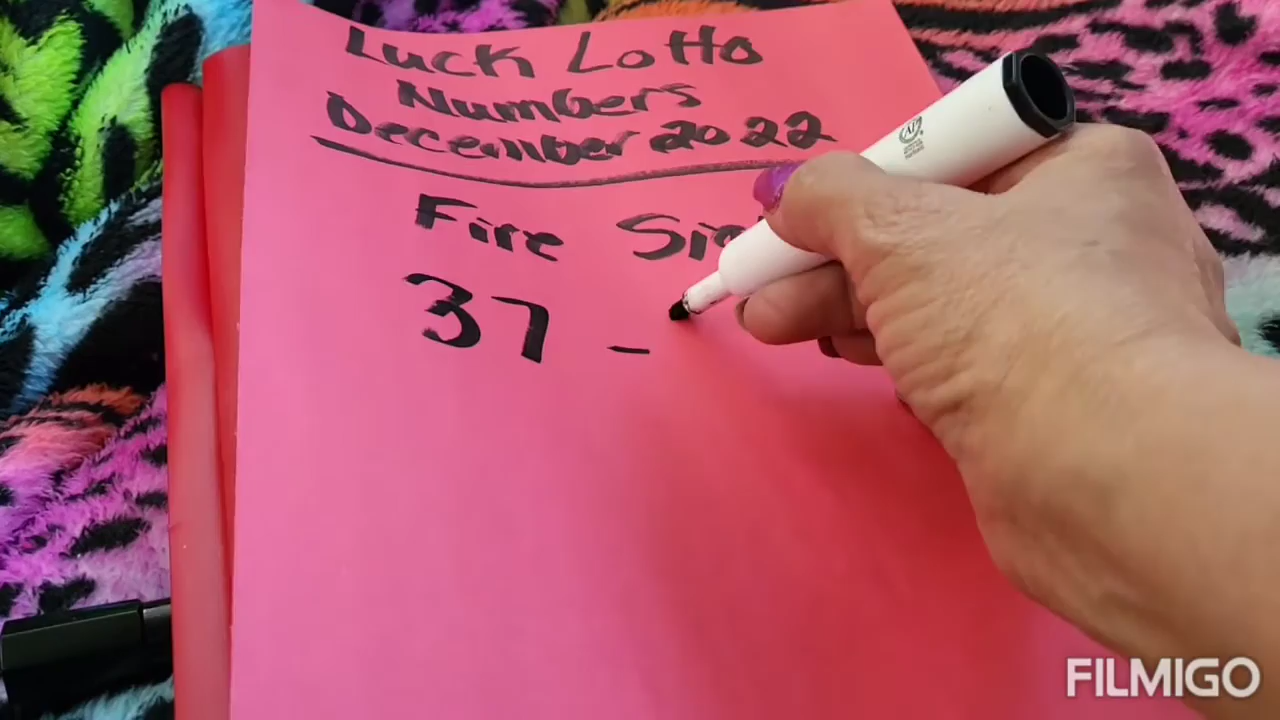 Luck Lotto
Numbers
December 2022
Fire
37 -
FILMIGO